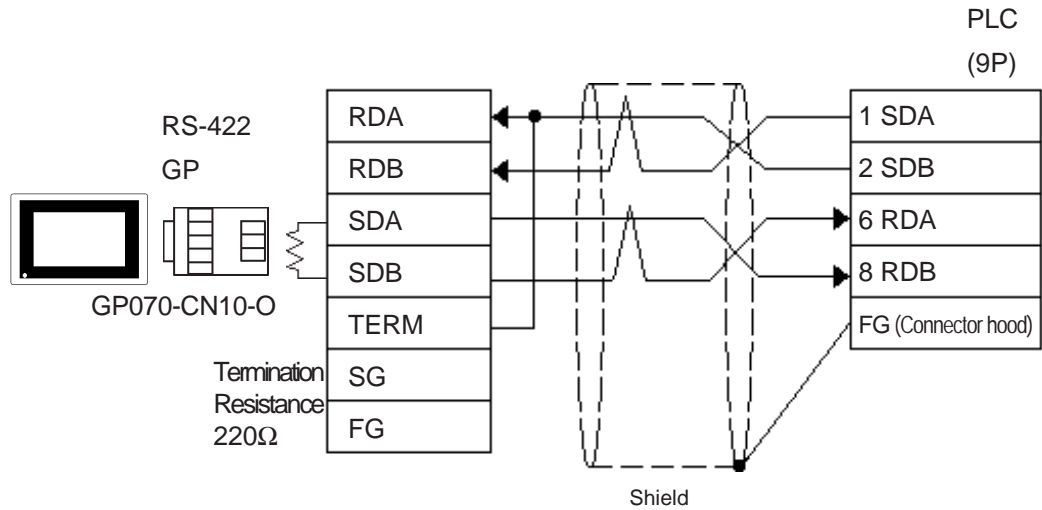 PLC
(9P)
RS-422
GP
GP070-CN10-O
RDA
RDB
SDA
SDB
TERM
SG
FG
Termination
Resistance
220Ω
1 SDA
2 SDB
6 RDA
8 RDB
FG (Connector hood)
Shield